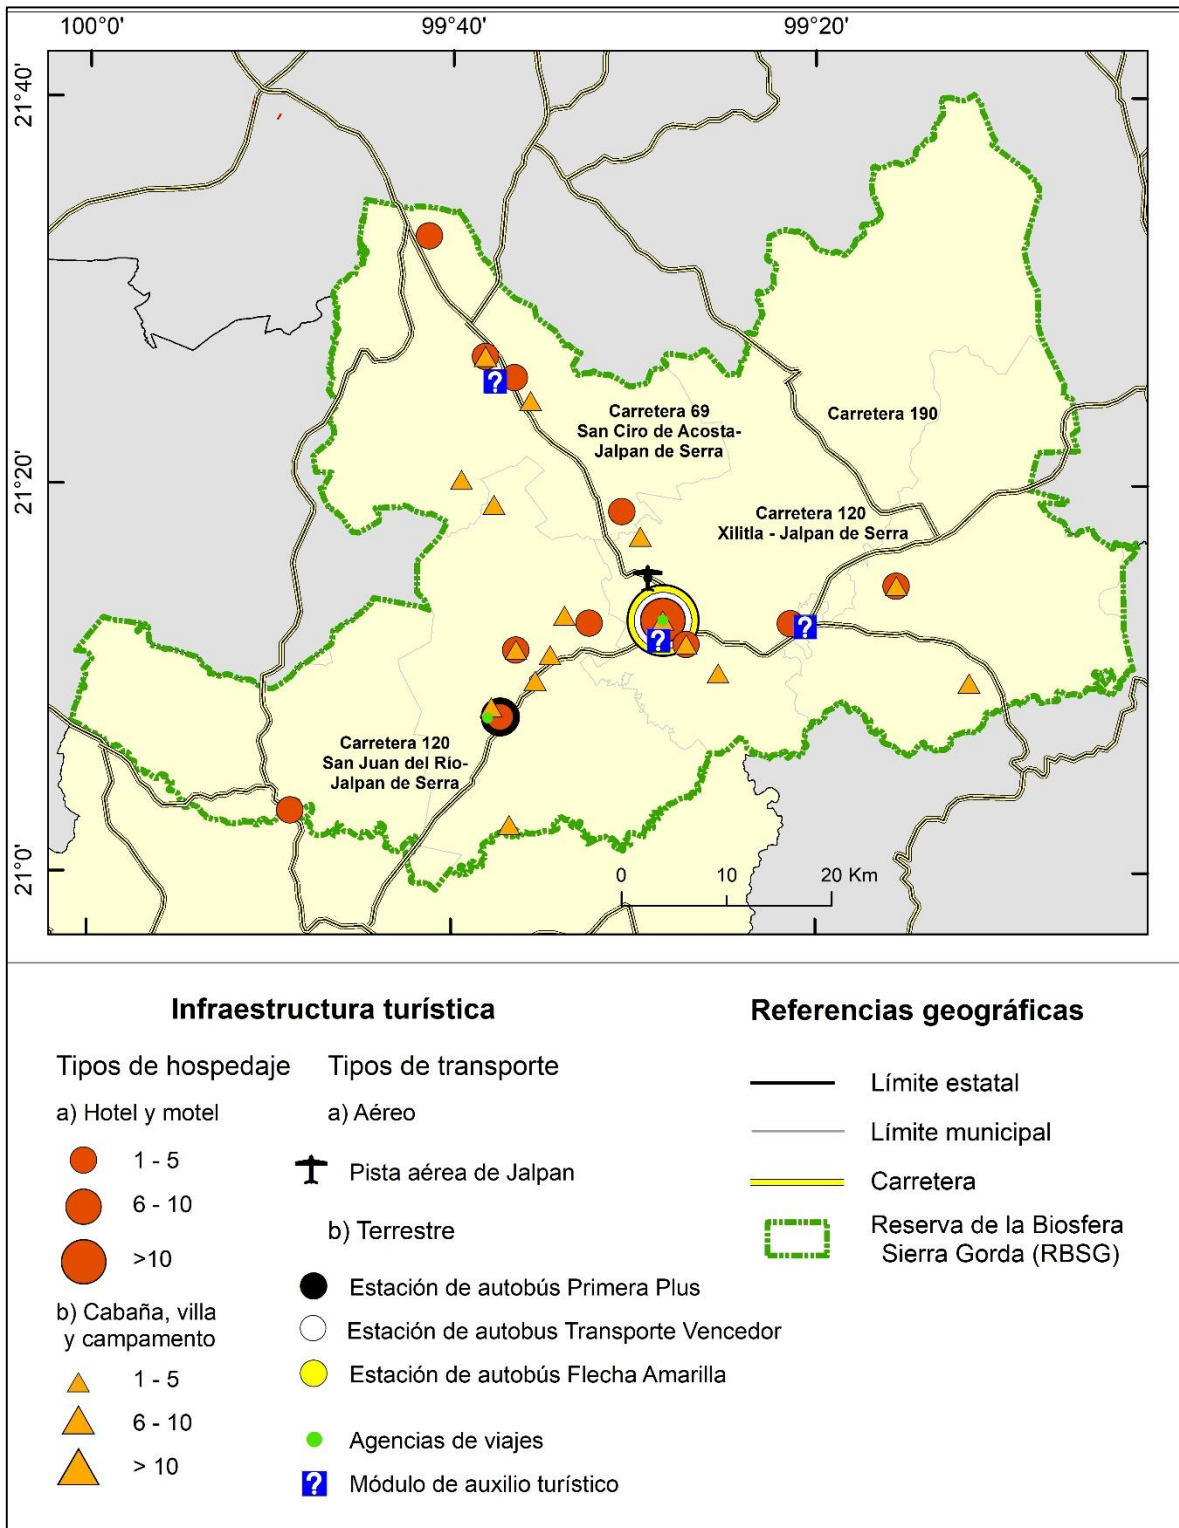 100°0' 99°40' 99°20'
21°40'
21°20'
21°0'
Carretera 69
San Ciro de Acosta-
Jalpan de Serra
Carretera 190
Carretera 120
Xilitla - Jalpan de Serra
?
?
?
Carretera 120
San Juan del Río-
Jalpan de Serra
0 10 20 Km
Infraestructura turística
Tipos de hospedaje
a) Hotel y motel
1 - 5
6 - 10
>10
b) Cabaña, villa
y campamento
1 - 5
6 - 10
> 10
Tipos de transporte
a) Aéreo
Pista aérea de Jalpan
b) Terrestre
Estación de autobús Primera Plus
Estación de autobus Transporte Vencedor
Estación de autobús Flecha Amarilla
Agencias de viajes
? Módulo de auxilio turístico
Referencias geográficas
Límite estatal
Límite municipal
Carretera
Reserva de la Biosfera
Sierra Gorda (RBSG)